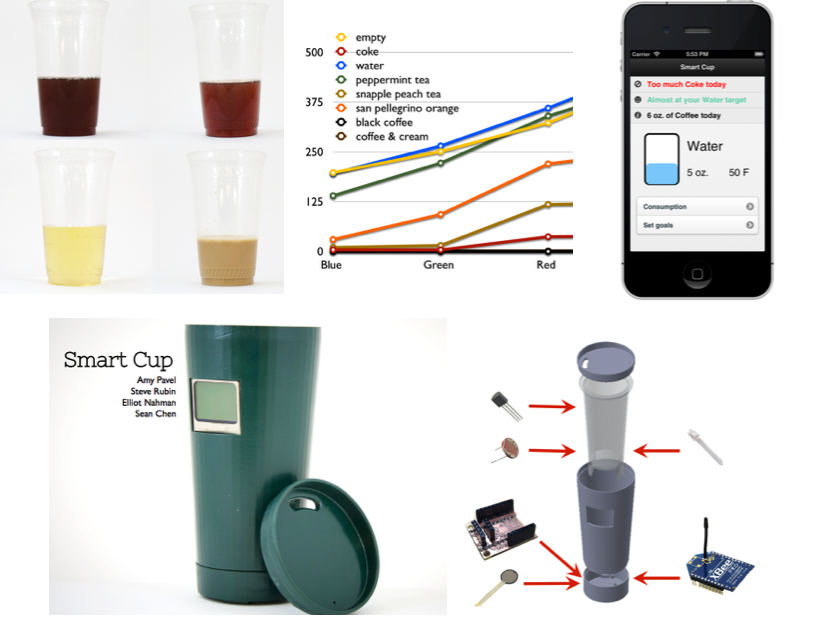 500
375
250
125
0
empty
coke
water
peppermint tea
snapple peach tea
san pellegrino orange
black coffee
coffee & cream
Blue
Green
Red
Carrier
5:53 PM
Smart Cup
Too much Coke today
Almost at your Water target
6 oz. of Coffee today
Water
5 oz.
50 F
Consumption
Set goals
Smart Cup
Amy Pavel
Steve Rubin
Elliot Nahman
Sean Chen
XBee